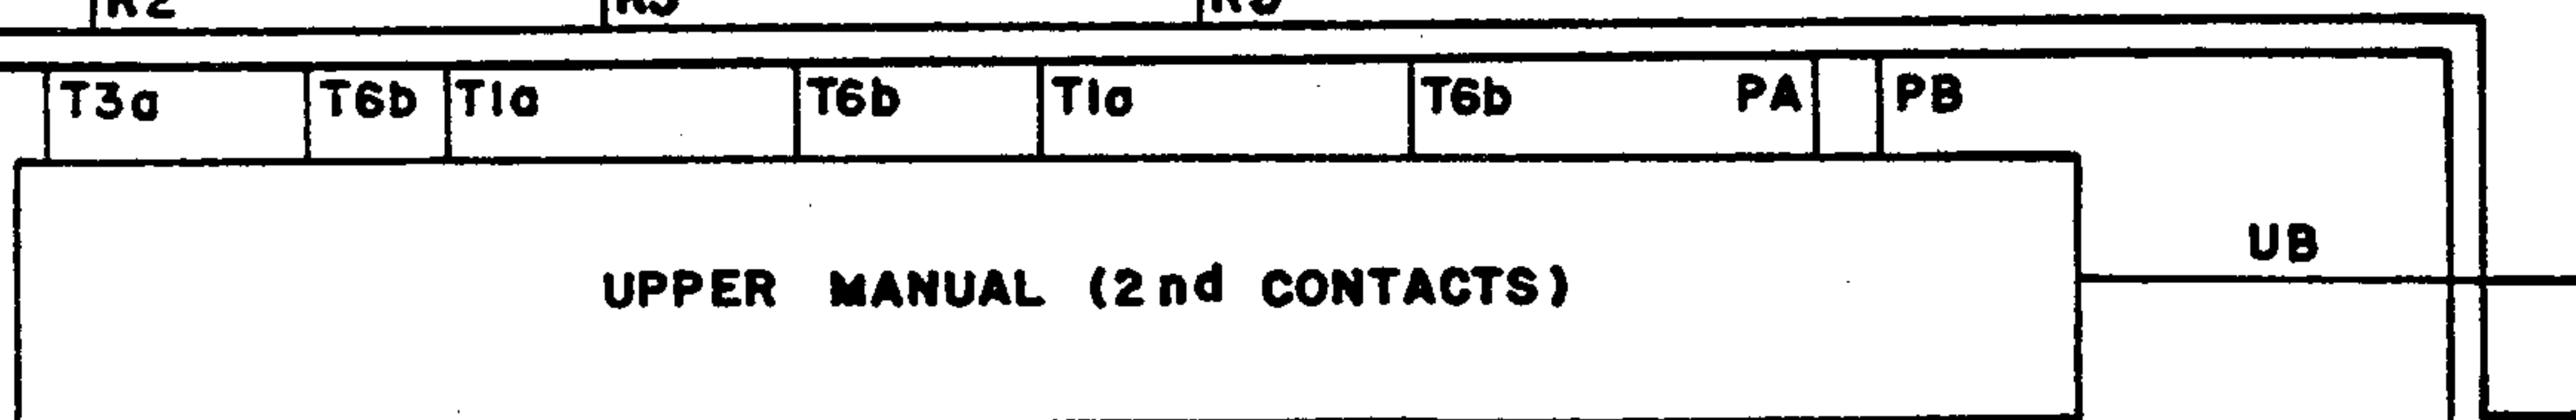 T3a T6b T1a T6b T1a T6b PA PB
UB
UPPER MANUAL (2nd CONTACTS)